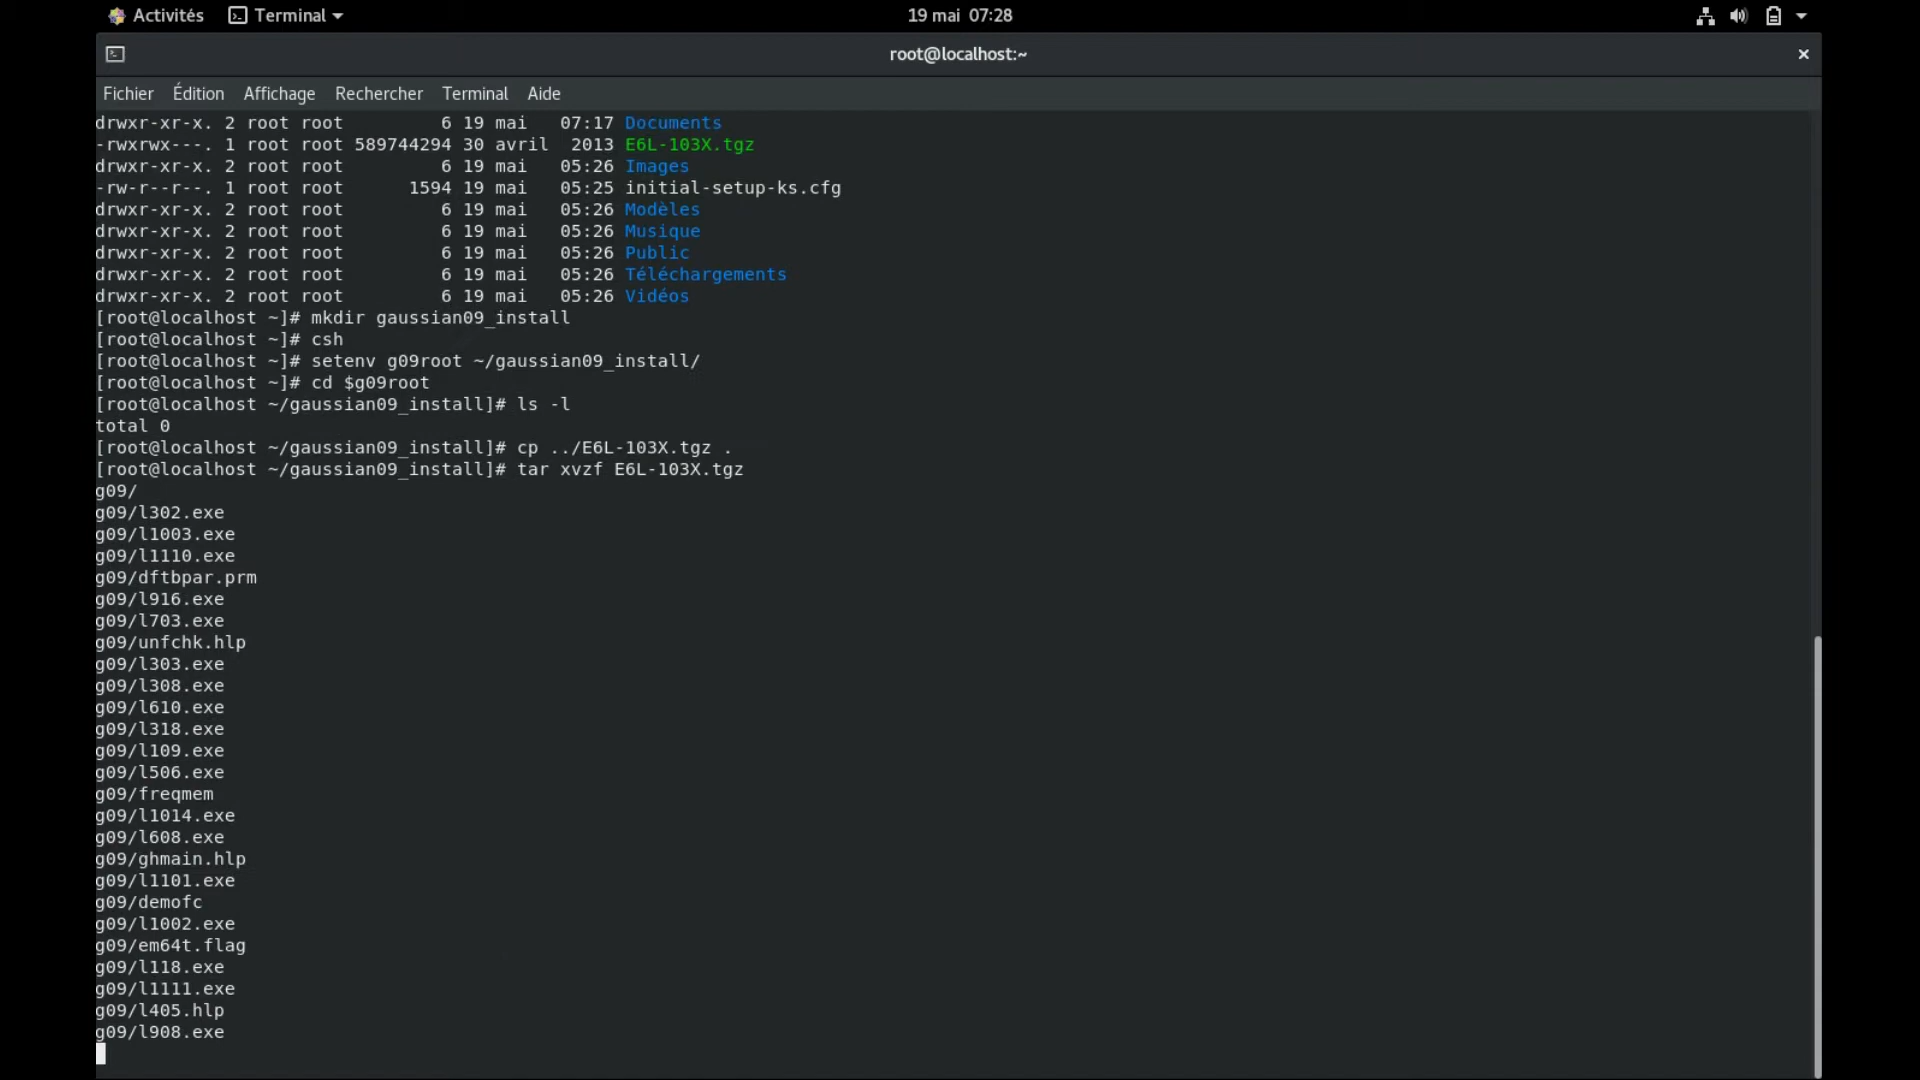 Activités Terminal 19 mai 07:28
root@localhost:~
Fichier Édition Affichage Rechercher Terminal Aide
drwxr-xr-x. 2 root root 6 19 mai 07:17 Documents
-rwxrwx---. 1 root root 589744294 30 avril 2013 E6L-103X.tgz
drwxr-xr-x. 2 root root 6 19 mai 05:26 Images
-rw-r--r--. 1 root root 1594 19 mai 05:25 initial-setup-ks.cfg
drwxr-xr-x. 2 root root 6 19 mai 05:26 Modèles
drwxr-xr-x. 2 root root 6 19 mai 05:26 Musique
drwxr-xr-x. 2 root root 6 19 mai 05:26 Public
drwxr-xr-x. 2 root root 6 19 mai 05:26 Téléchargements
drwxr-xr-x. 2 root root 6 19 mai 05:26 Vidéos
[root@localhost ~]# mkdir gaussian09_install
[root@localhost ~]# csh
[root@localhost ~]# setenv g09root ~/gaussian09_install/
[root@localhost ~]# cd $g09root
[root@localhost ~/gaussian09_install]# ls -l
total 0
[root@localhost ~/gaussian09_install]# cp ../E6L-103X.tgz .
[root@localhost ~/gaussian09_install]# tar xvzf E6L-103X.tgz
g09/
g09/l302.exe
g09/l1003.exe
g09/l1110.exe
g09/dftbpar.prm
g09/l916.exe
g09/l703.exe
g09/unfchk.hlp
g09/l303.exe
g09/l308.exe
g09/l610.exe
g09/l318.exe
g09/l109.exe
g09/l506.exe
g09/freqmem
g09/l1014.exe
g09/l608.exe
g09/ghmain.hlp
g09/l1101.exe
g09/demofc
g09/l1002.exe
g09/em64t.flag
g09/l118.exe
g09/l1111.exe
g09/l405.hlp
g09/l908.exe